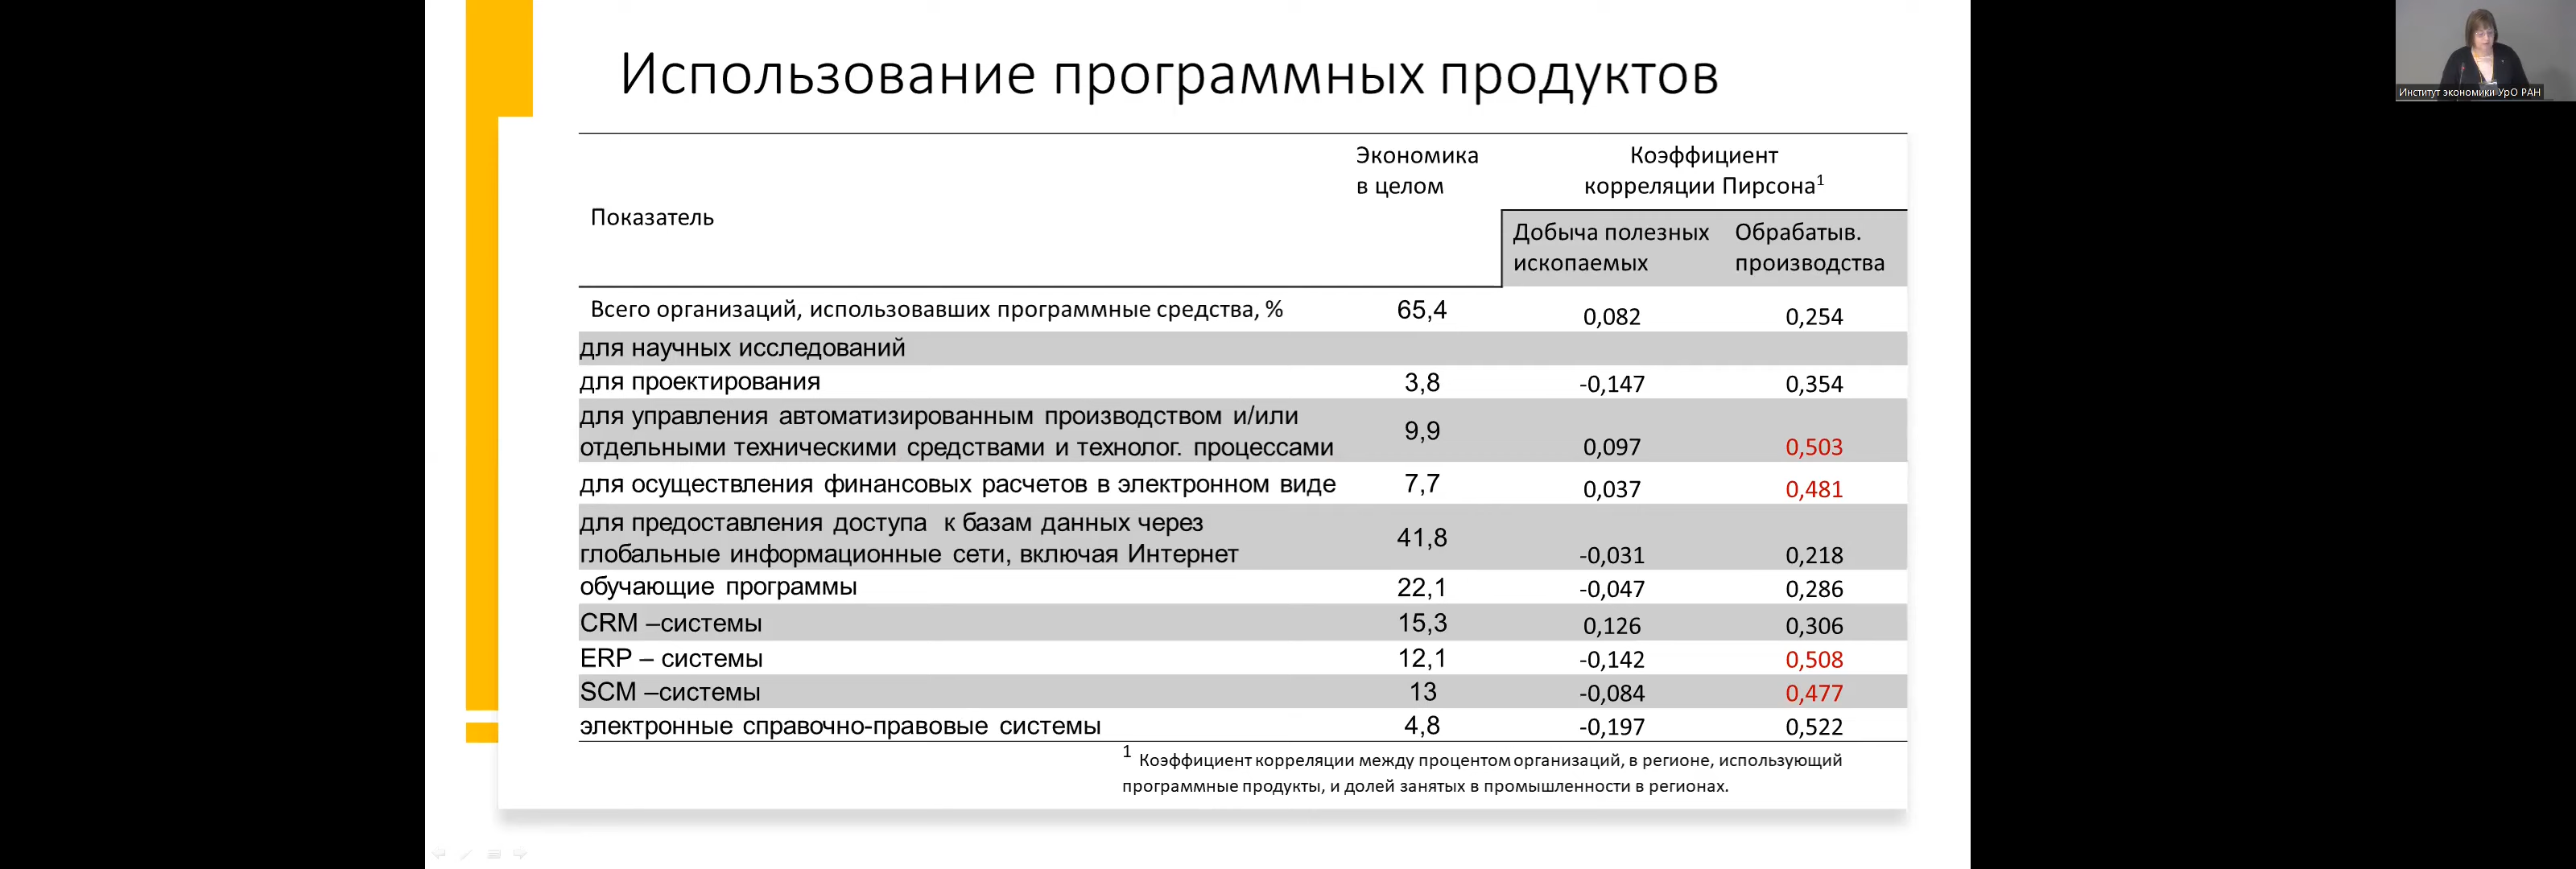 Использование программных продуктов
Институт экономики УрО РАН
Показатель
Экономика
в целом
Коэффициент
корреляции Пирсона¹
Добыча полезных
ископаемых
Обрабатыв.
производства
Всего организаций, использовавших программные средства, % 65,4 0,082 0,254
для научных исследований
для проектирования 3,8 -0,147 0,354
для управления автоматизированным производством и/или
отдельными техническими средствами и технолог. процессами 9,9 0,097 0,503
для осуществления финансовых расчетов в электронном виде 7,7 0,037 0,481
для предоставления доступа к базам данных через
глобальные информационные сети, включая Интернет 41,8 -0,031 0,218
обучающие программы 22,1 -0,047 0,286
CRM –системы 15,3 0,126 0,306
ERP – системы 12,1 -0,142 0,508
SCM –системы 13 -0,084 0,477
электронные справочно-правовые системы 4,8 -0,197 0,522
¹ Коэффициент корреляции между процентом организаций, в регионе, использующий
программные продукты, и долей занятых в промышленности в регионах.